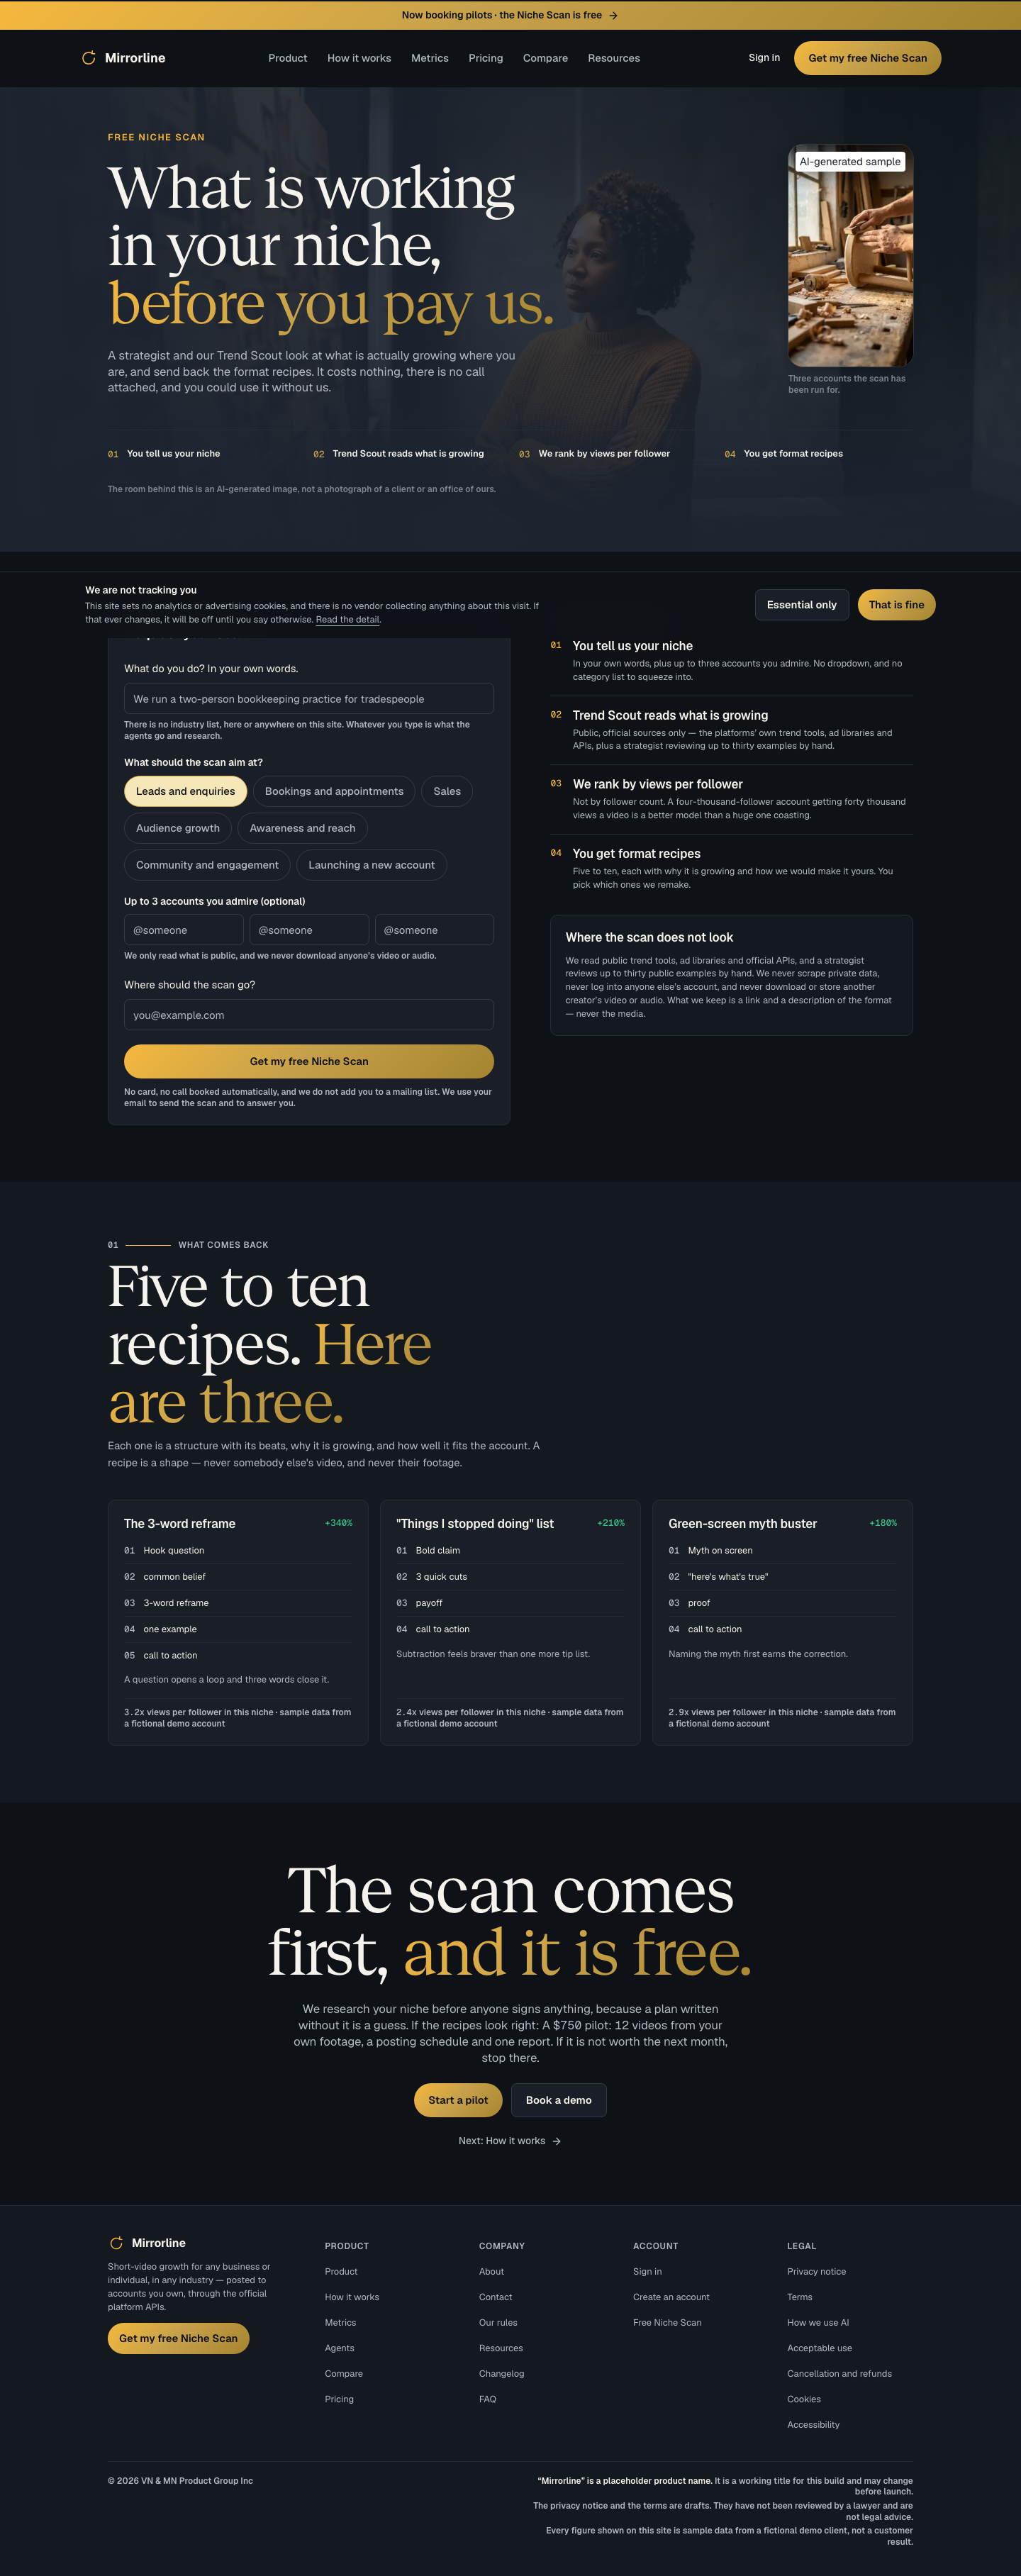 Now booking pilots · the Niche Scan is free →
Mirrorline
Product
How it works
Metrics
Pricing
Compare
Resources
Sign in
Get my free Niche Scan
FREE NICHE SCAN
What is working
in your niche,
before you pay us.
A strategist and our Trend Scout look at what is actually growing where you
are, and send back the format recipes. It costs nothing, there is no call
attached, and you could use it without us.
AI-generated sample
Three accounts the scan has
been run for.
01 You tell us your niche
02 Trend Scout reads what is growing
03 We rank by views per follower
04 You get format recipes
The room behind this is an AI-generated image, not a photograph of a client or an office of ours.
We are not tracking you
This site sets no analytics or advertising cookies, and there is no vendor collecting anything about this visit. If
that ever changes, it will be off until you say otherwise. Read the detail.
Essential only
That is fine
What do you do? In your own words.
We run a two-person bookkeeping practice for tradespeople
There is no industry list, here or anywhere on this site. Whatever you type is what the
agents go and research.
What should the scan aim at?
Leads and enquiries
Bookings and appointments
Sales
Audience growth
Awareness and reach
Community and engagement
Launching a new account
Up to 3 accounts you admire (optional)
@someone
@someone
@someone
We only read what is public, and we never download anyone's video or audio.
Where should the scan go?
you@example.com
Get my free Niche Scan
No card, no call booked automatically, and we do not add you to a mailing list. We use your
email to send the scan and to answer you.
01 You tell us your niche
In your own words, plus up to three accounts you admire. No dropdown, and no
category list to squeeze into.
02 Trend Scout reads what is growing
Public, official sources only — the platforms' own trend tools, ad libraries and
APIs, plus a strategist reviewing up to thirty examples by hand.
03 We rank by views per follower
Not by follower count. A four-thousand-follower account getting forty thousand
views a video is a better model than a huge one coasting.
04 You get format recipes
Five to ten, each with why it is growing and how we would make it yours. You
pick which ones we remake.
Where the scan does not look
We read public trend tools, ad libraries and official APIs, and a strategist
reviews up to thirty public examples by hand. We never scrape private data,
never log into anyone else's account, and never download or store another
creator's video or audio. What we keep is a link and a description of the format
— never the media.
01 WHAT COMES BACK
Five to ten
recipes. Here
are three.
Each one is a structure with its beats, why it is growing, and how well it fits the account. A
recipe is a shape — never somebody else's video, and never their footage.
The 3-word reframe +340%
01 Hook question
02 common belief
03 3-word reframe
04 one example
05 call to action
A question opens a loop and three words close it.
3.2x views per follower in this niche · sample data from
a fictional demo account
"Things I stopped doing" list +210%
01 Bold claim
02 3 quick cuts
03 payoff
04 call to action
Subtraction feels braver than one more tip list.
2.4x views per follower in this niche · sample data from
a fictional demo account
Green-screen myth buster +180%
01 Myth on screen
02 "here's what's true"
03 proof
04 call to action
Naming the myth first earns the correction.
2.9x views per follower in this niche · sample data from
a fictional demo account
The scan comes
first, and it is free.
We research your niche before anyone signs anything, because a plan written
without it is a guess. If the recipes look right: A $750 pilot: 12 videos from your
own footage, a posting schedule and one report. If it is not worth the next month,
stop there.
Start a pilot
Book a demo
Next: How it works →
Mirrorline
Short-video growth for any business or
individual, in any industry — posted to
accounts you own, through the official
platform APIs.
Get my free Niche Scan
PRODUCT
Product
How it works
Metrics
Agents
Compare
Pricing
COMPANY
About
Contact
Our rules
Resources
Changelog
FAQ
ACCOUNT
Sign in
Create an account
Free Niche Scan
LEGAL
Privacy notice
Terms
How we use AI
Acceptable use
Cancellation and refunds
Cookies
Accessibility
© 2026 VN & MN Product Group Inc
"Mirrorline" is a placeholder product name. It is a working title for this build and may change
before launch.
The privacy notice and the terms are drafts. They have not been reviewed by a lawyer and are
not legal advice.
Every figure shown on this site is sample data from a fictional demo client, not a customer
result.